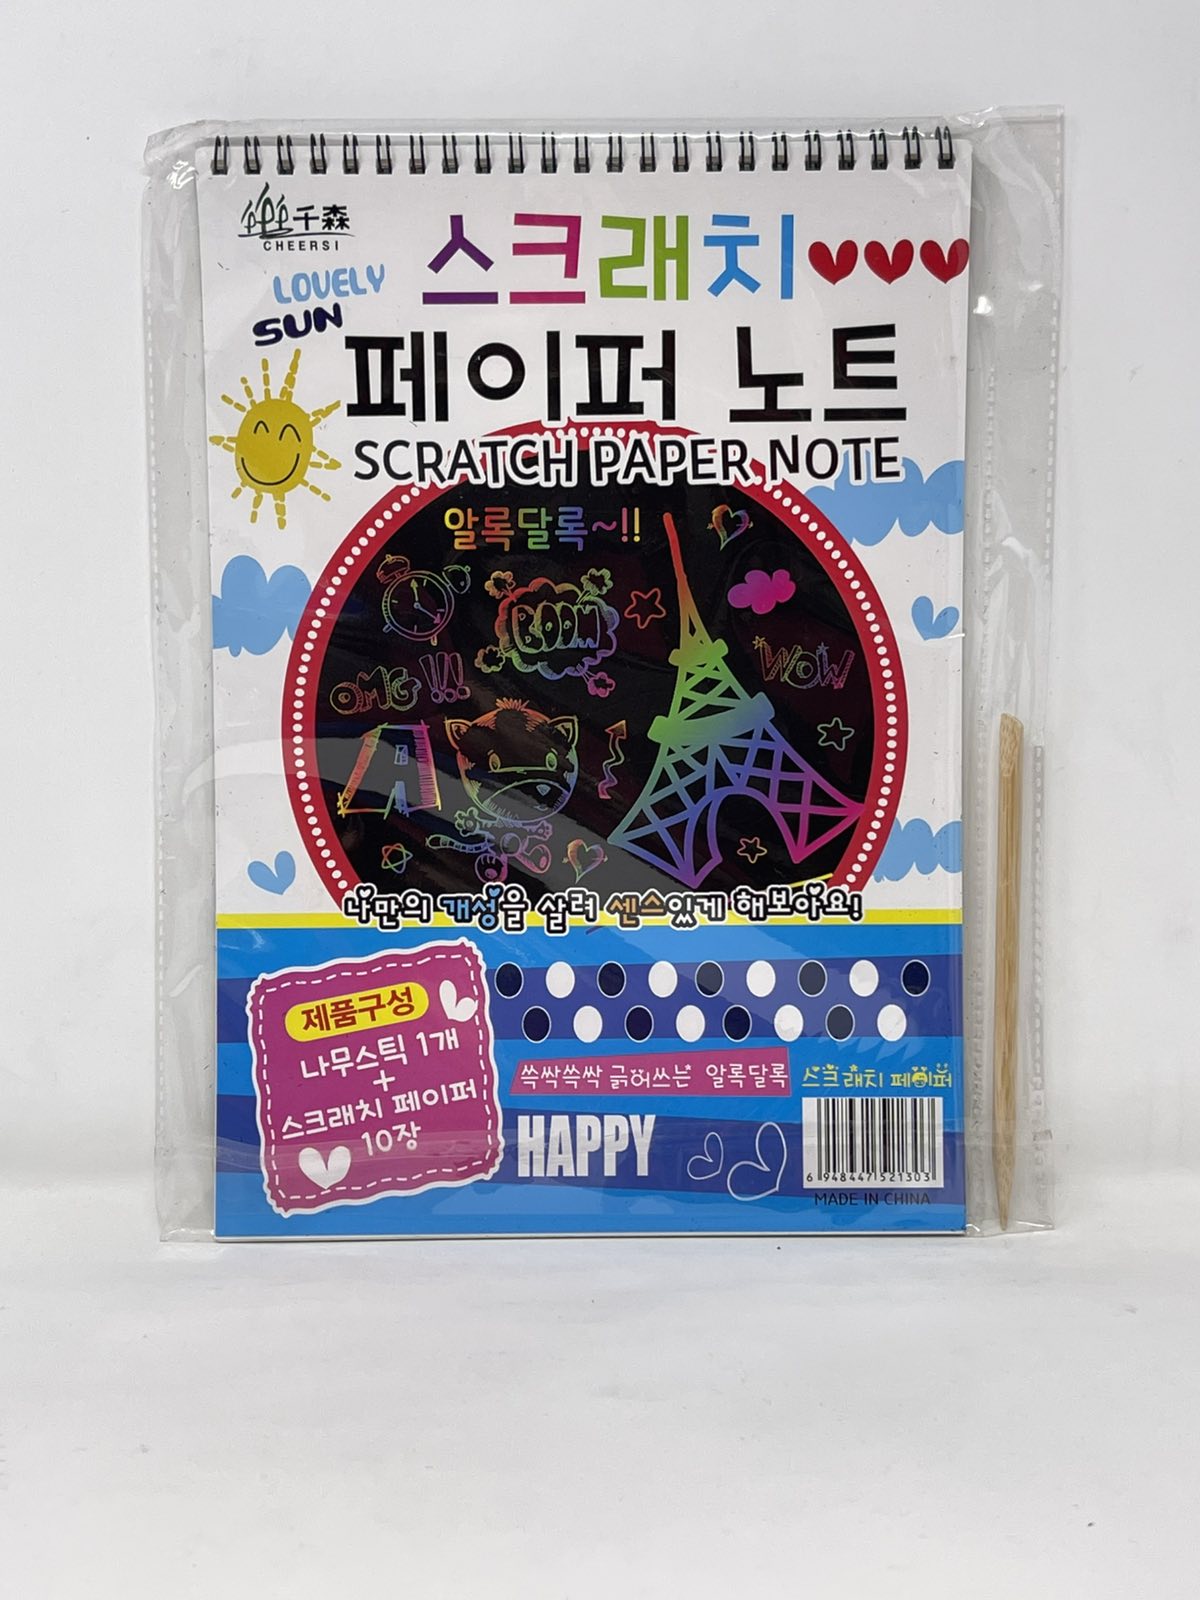 千森
CHEERSI
스크래치
LOVELY
SUN
페이퍼 노트
SCRATCH PAPER NOTE
알록달록~!!
BOOM
OMG !!!
WOW
A
나만의 개성을 살려 센스있게 해보아요!
제품구성
나무스틱 1개
+
스크래치 페이퍼
10장
쓱싹쓱싹 긁어쓰는 알록달록 스크래치 페이퍼
HAPPY
6 948447 521303
MADE IN CHINA